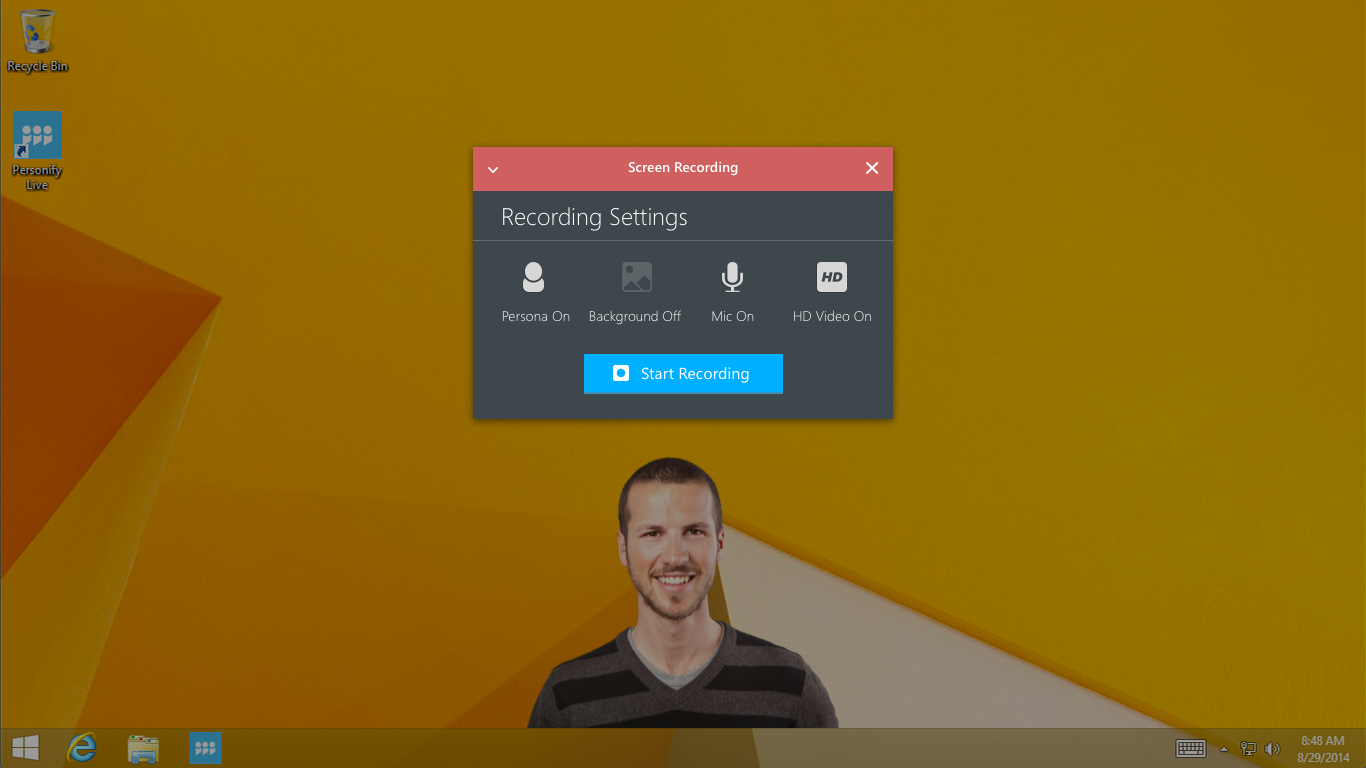 Recycle Bin
Personify
Live
Screen Recording
Recording Settings
Persona On
Background Off
Mic On
HD
HD Video On
Start Recording
8:48 AM
8/29/2014